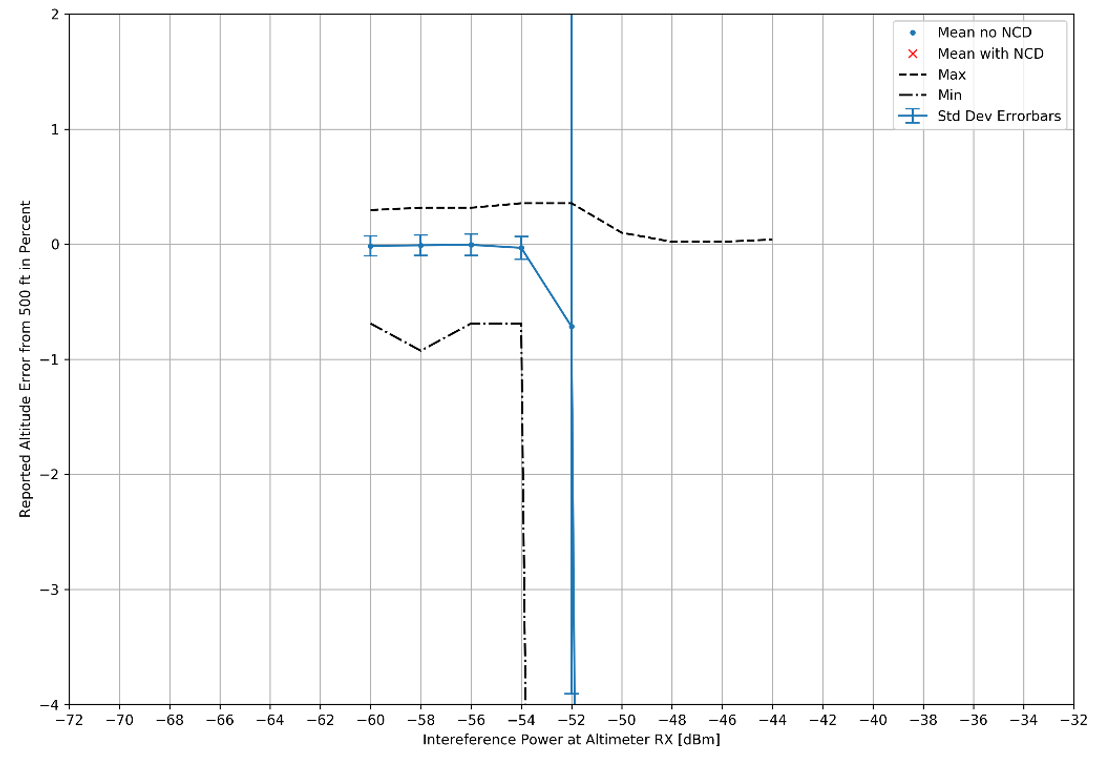 2
1
0
−1
−2
−3
−4
Reported Altitude Error from 500 ft in Percent
Mean no NCD
Mean with NCD
Max
Min
Std Dev Errorbars
−72 −70 −68 −66 −64 −62 −60 −58 −56 −54 −52 −50 −48 −46 −44 −42 −40 −38 −36 −34 −32
Intereference Power at Altimeter RX [dBm]